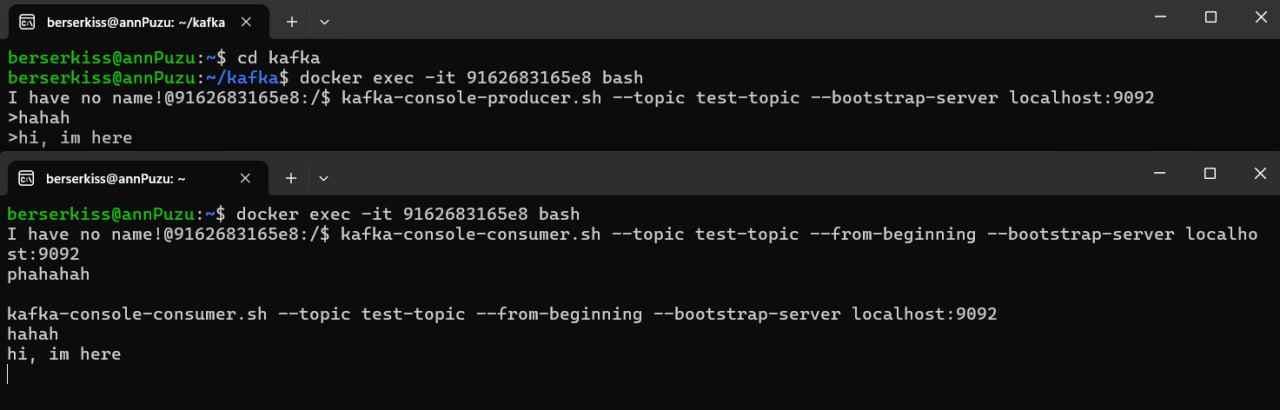 berserkiss@annPuzu: ~/kafka
berserkiss@annPuzu:~$ cd kafka
berserkiss@annPuzu:~/kafka$ docker exec -it 9162683165e8 bash
I have no name!@9162683165e8:/$ kafka-console-producer.sh --topic test-topic --bootstrap-server localhost:9092
>hahah
>hi, im here
berserkiss@annPuzu: ~
berserkiss@annPuzu:~$ docker exec -it 9162683165e8 bash
I have no name!@9162683165e8:/$ kafka-console-consumer.sh --topic test-topic --from-beginning --bootstrap-server localho
st:9092
phahahah
kafka-console-consumer.sh --topic test-topic --from-beginning --bootstrap-server localhost:9092
hahah
hi, im here